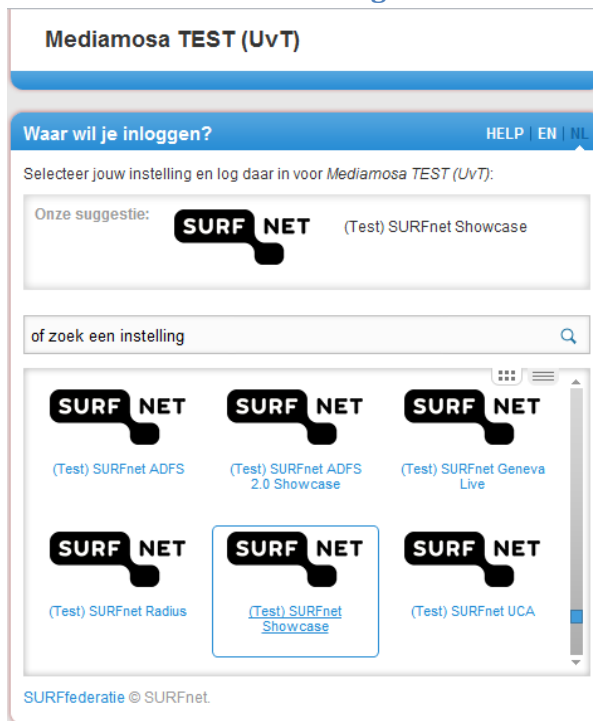 Mediamosa TEST (UvT)
Waar wil je inloggen?
HELP | EN | NL
Selecteer jouw instelling en log daar in voor Mediamosa TEST (UvT):
Onze suggestie:
SURF NET
(Test) SURFnet Showcase
of zoek een instelling
SURF NET
SURF NET
SURF NET
(Test) SURFnet ADFS
(Test) SURFnet ADFS
2.0 Showcase
(Test) SURFnet Geneva
Live
SURF NET
SURF NET
SURF NET
(Test) SURFnet Radius
(Test) SURFnet
Showcase
(Test) SURFnet UCA
SURFfederatie © SURFnet.